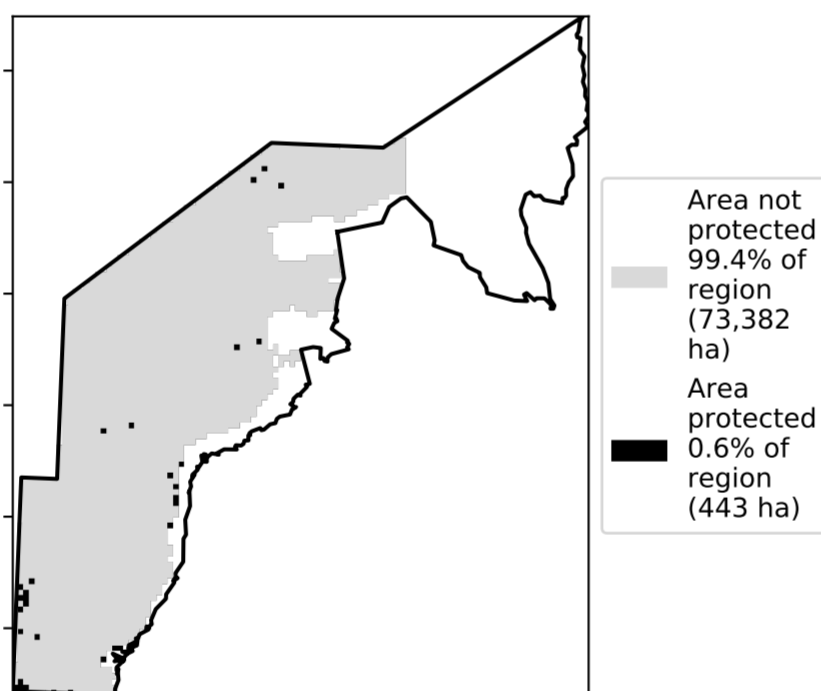 Area not
protected
99.4% of
region
(73,382
ha)
Area
protected
0.6% of
region
(443 ha)